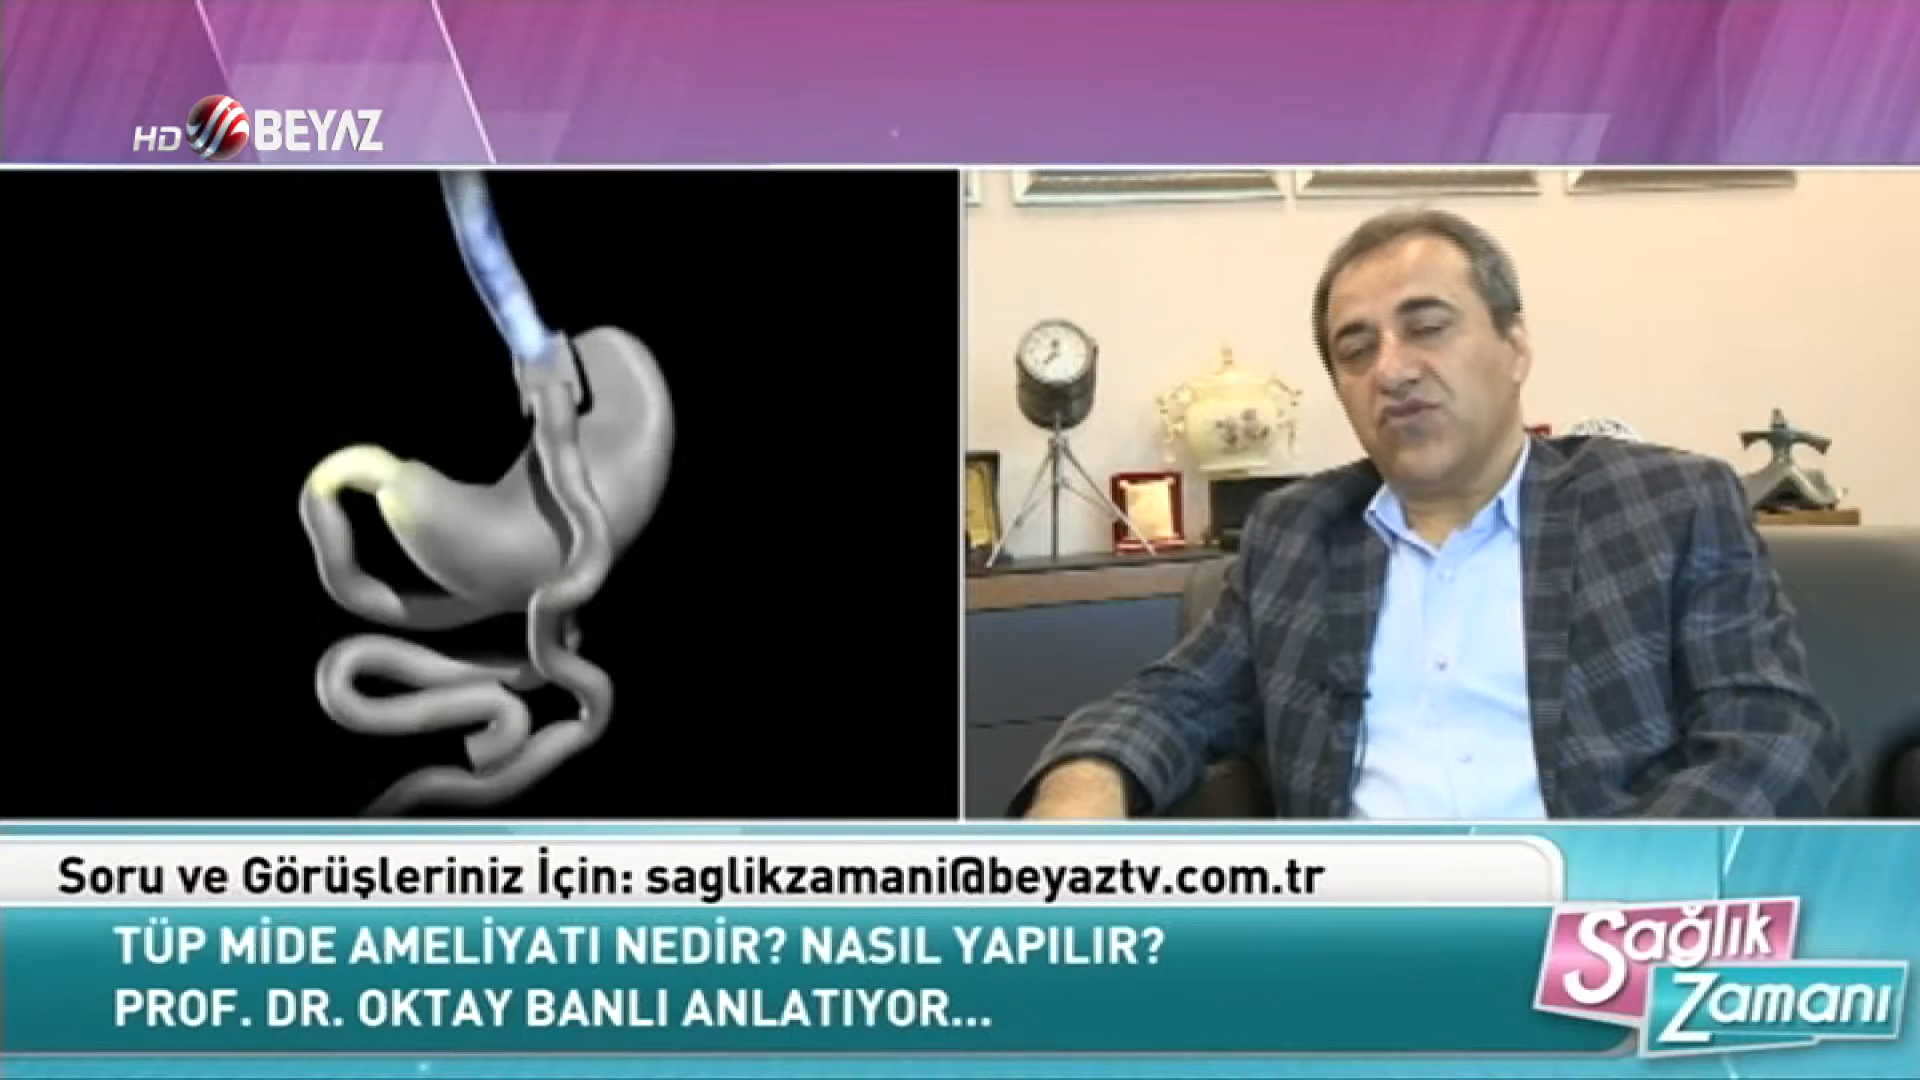 HD BEYAZ
Soru ve Görüşleriniz İçin: saglikzamani@beyaztv.com.tr
TÜP MİDE AMELİYATI NEDİR? NASIL YAPILIR?
PROF. DR. OKTAY BANLI ANLATIYOR...
Sağlık
Zamanı